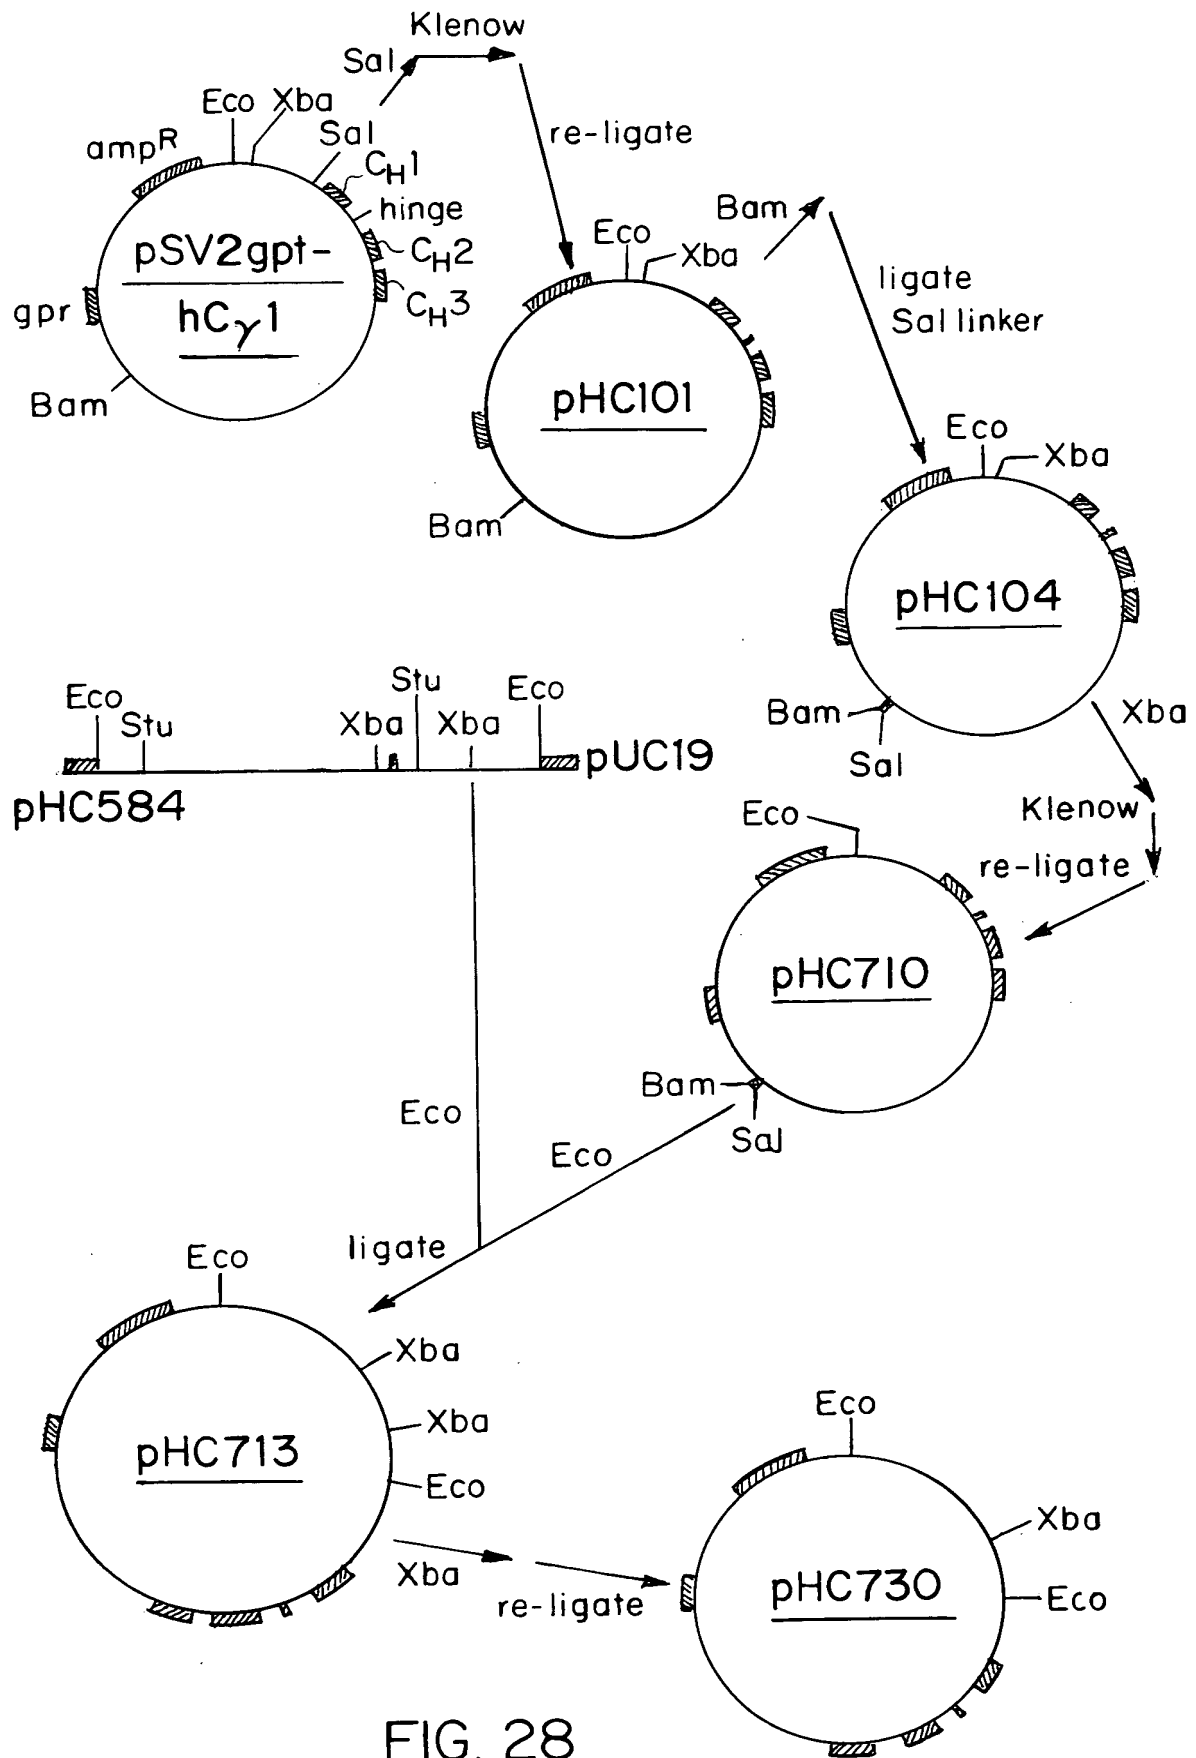 Klenow
Sal
Eco
Xba
Sal
ampR
CH1
hinge
CH2
CH3
pSV2gpt-
hCγ1
gpr
Bam
re-ligate
Eco
Xba
pHC101
Bam
Bam
ligate
Sal linker
Eco
Xba
pHC104
Bam
Sal
Xba
Klenow
re-ligate
Eco
Stu
Xba
Stu
Xba
Eco
pUC19
pHC584
Eco
pHC710
Bam
Sal
Eco
Eco
ligate
Eco
Xba
Xba
Eco
pHC713
Xba
re-ligate
Eco
Xba
Eco
pHC730
FIG. 28